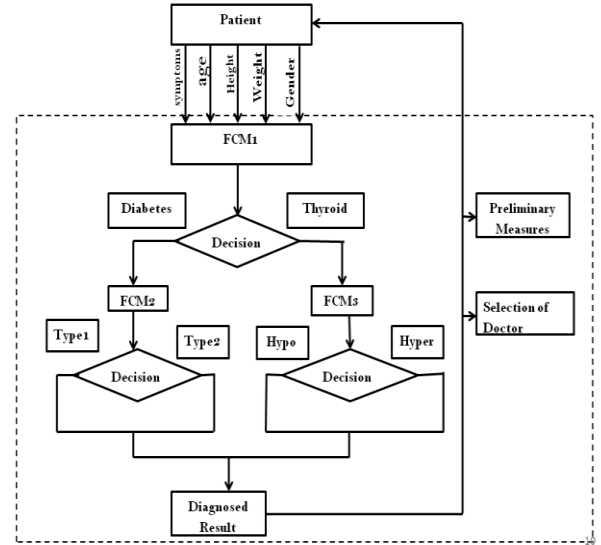 Patient
symptoms
age
Height
Weight
Gender
FCM1
Diabetes
Thyroid
Decision
Preliminary
Measures
FCM2
FCM3
Selection of
Doctor
Type1
Type2
Hypo
Hyper
Decision
Decision
Diagnosed
Result
10